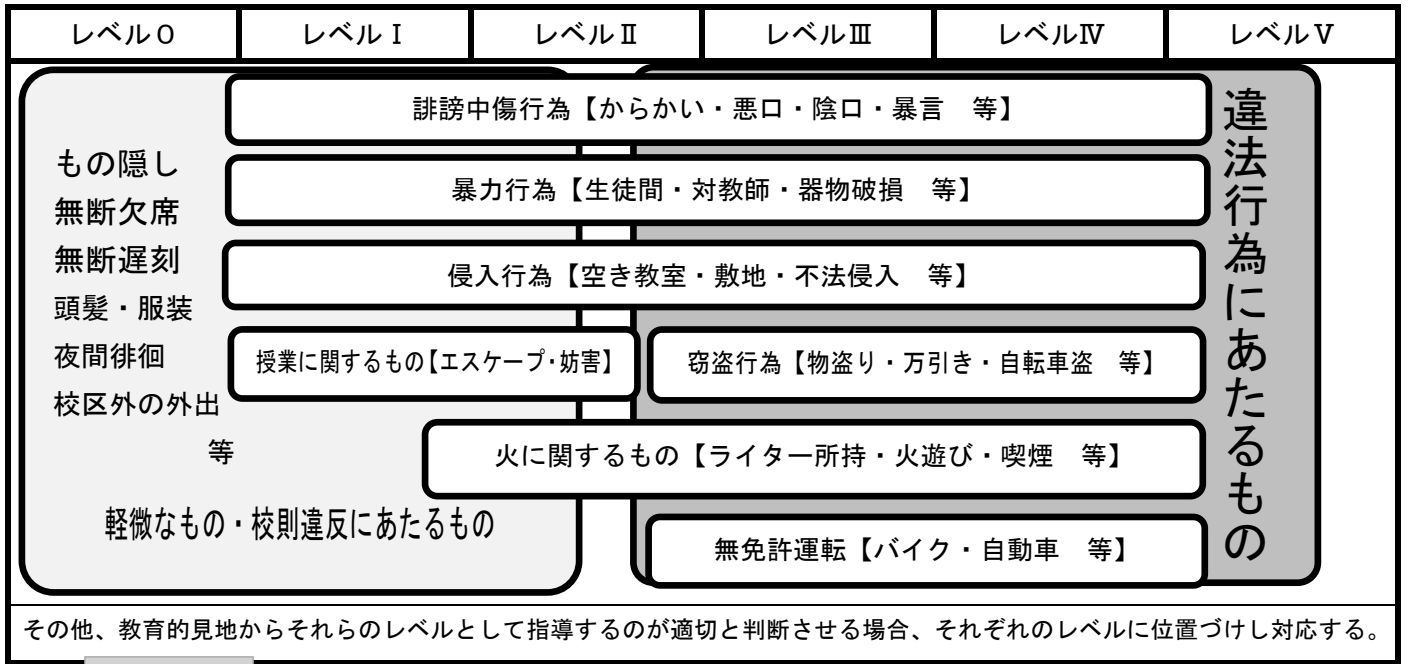 レベル０ レベルⅠ レベルⅡ レベルⅢ レベルⅣ レベルⅤ
誹謗中傷行為【からかい・悪口・陰口・暴言　等】
暴力行為【生徒間・対教師・器物破損　等】
侵入行為【空き教室・敷地・不法侵入　等】
授業に関するもの【エスケープ・妨害】
窃盗行為【物盗り・万引き・自転車盗　等】
火に関するもの【ライター所持・火遊び・喫煙　等】
無免許運転【バイク・自動車　等】
もの隠し
無断欠席
無断遅刻
頭髪・服装
夜間徘徊
校区外の外出
等
軽微なもの・校則違反にあたるもの
違法行為にあたるもの
その他、教育的見地からそれらのレベルとして指導するのが適切と判断させる場合、それぞれのレベルに位置づけし対応する。